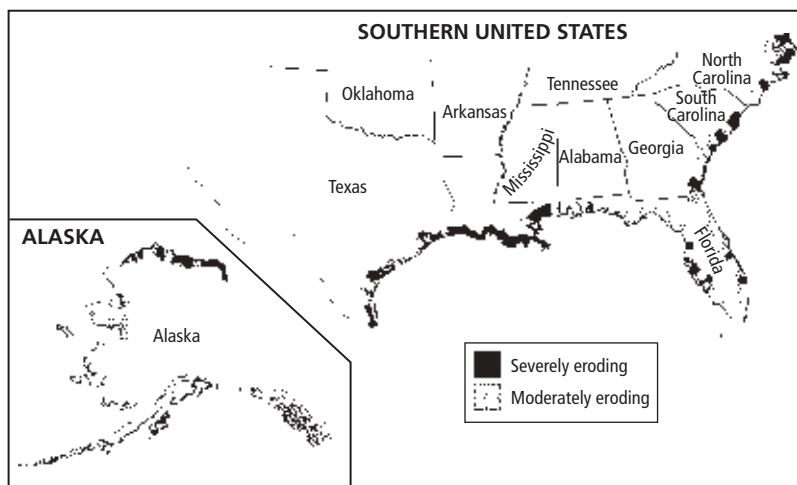 SOUTHERN UNITED STATES
North
Carolina
Tennessee
Oklahoma
Arkansas
South
Carolina
Mississippi
Alabama
Georgia
Texas
Florida
ALASKA
Alaska
Severely eroding
Moderately eroding